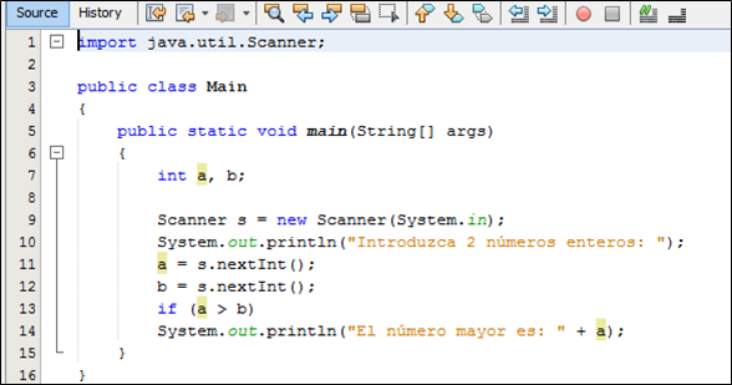 Source History
1 import java.util.Scanner;
2
3 public class Main
4 {
5 public static void main(String[] args)
6 {
7 int a, b;
8
9 Scanner s = new Scanner(System.in);
10 System.out.println("Introduzca 2 números enteros: ");
11 a = s.nextInt();
12 b = s.nextInt();
13 if (a > b)
14 System.out.println("El número mayor es: " + a);
15 }
16 }